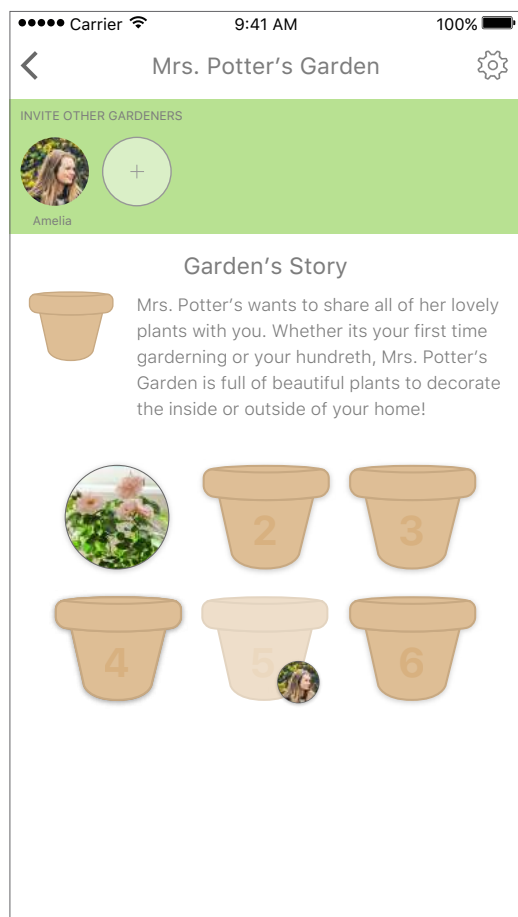 Carrier 9:41 AM 100%
Mrs. Potter's Garden
INVITE OTHER GARDENERS
+
Amelia
Garden's Story
Mrs. Potter's wants to share all of her lovely
plants with you. Whether its your first time
garderning or your hundreth, Mrs. Potter's
Garden is full of beautiful plants to decorate
the inside or outside of your home!
2 3
4 5 6